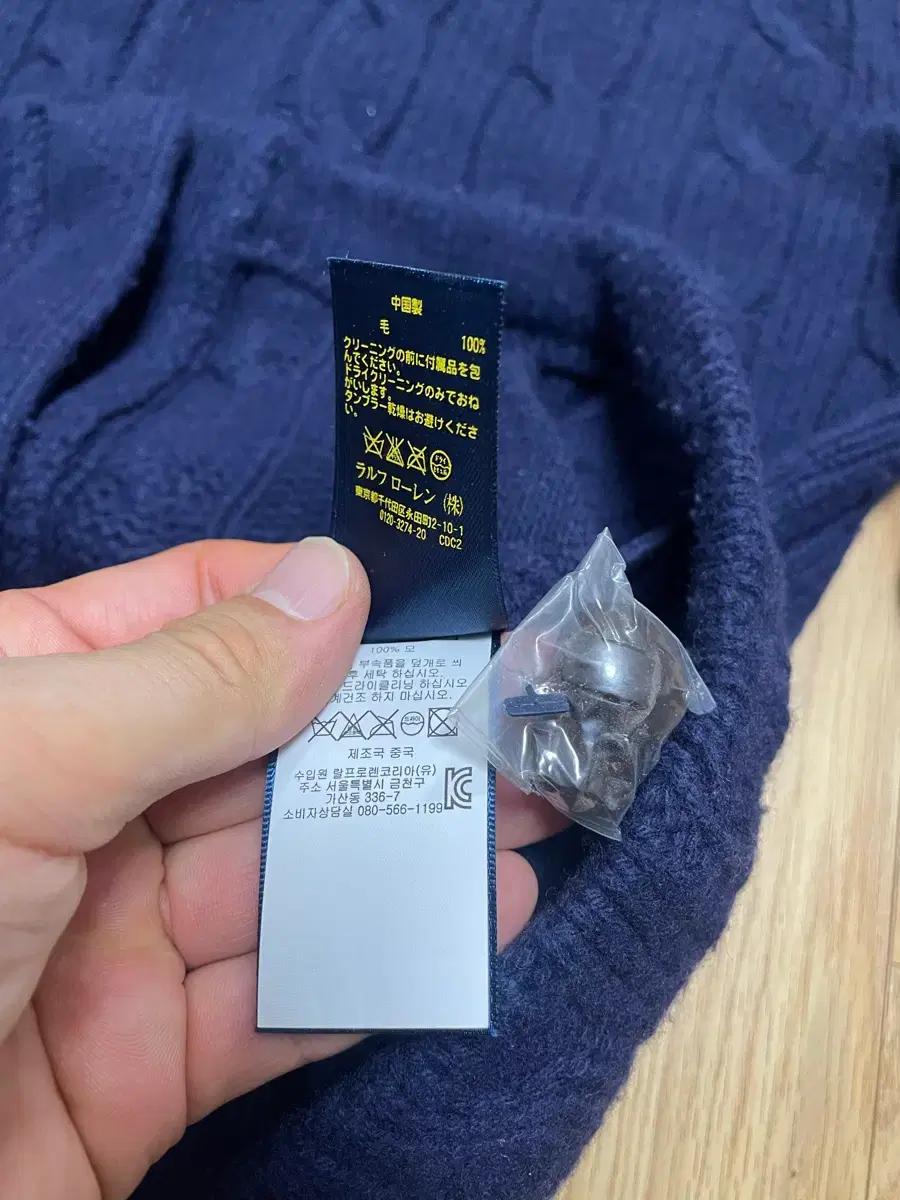 中国製
毛 100%
クリーニングの前に付属品を包
んでください。
ドライクリーニングのみでおね
がいします。
タンブラー乾燥はお避けくださ
い。
ドライ
ラルフ ローレン (株)
東京都千代田区永田町2-10-1
0120-3274-20 CDC2
100% 모
부속품을 덮개로 씌
후 세탁 하십시오.
드라이클리닝 하십시오
계건조 하지 마십시오.
드라이
제조국 중국
수입원 랄프로렌코리아(유)
주소 서울특별시 금천구
가산동 336-7
소비자상담실 080-566-1199